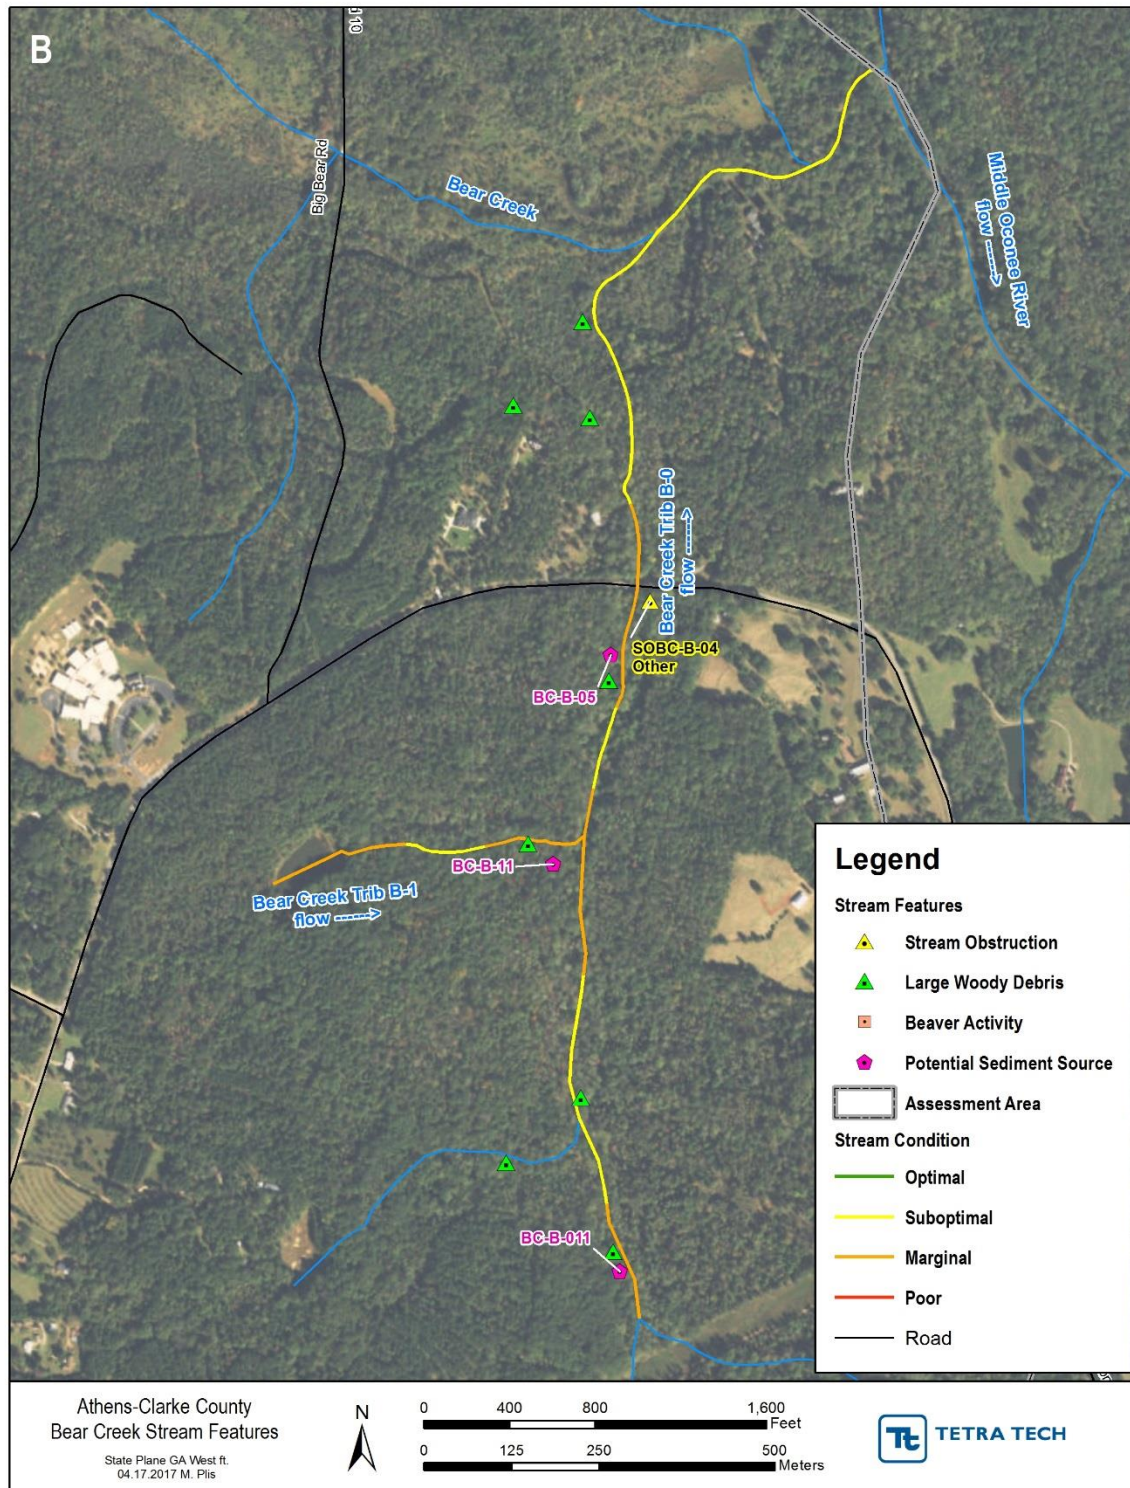 B
d 10
Big Bear Rd
Bear Creek
Middle Oconee River
flow ----->
Bear Creek Trib B-0
flow ----->
SOBC-B-04
Other
BC-B-05
BC-B-11
Bear Creek Trib B-1
flow ------>
BC-B-011
Legend
Stream Features
Stream Obstruction
Large Woody Debris
Beaver Activity
Potential Sediment Source
Assessment Area
Stream Condition
Optimal
Suboptimal
Marginal
Poor
Road
Athens-Clarke County
Bear Creek Stream Features
State Plane GA West ft.
04.17.2017 M. Plis
N
0 400 800 1,600
Feet
0 125 250 500
Meters
Tt TETRA TECH